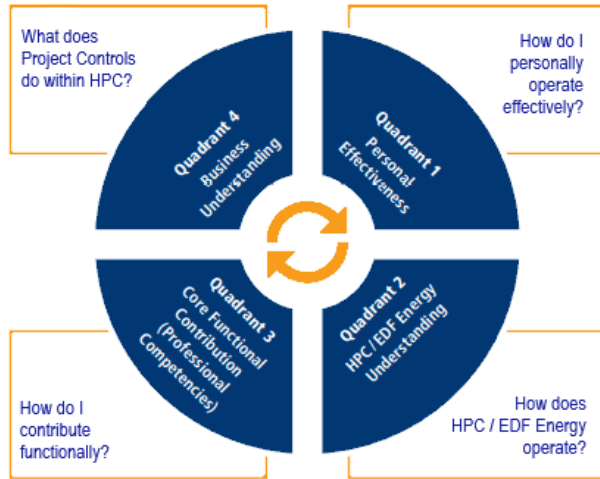 What does
Project Controls
do within HPC?
How do I
personally
operate
effectively?
Quadrant 4
Business
Understanding
Quadrant 1
Personal
Effectiveness
Quadrant 3
Core Functional
Contribution
(Professional
Competencies)
Quadrant 2
HPC / EDF Energy
Understanding
How do I
contribute
functionally?
How does
HPC / EDF Energy
operate?